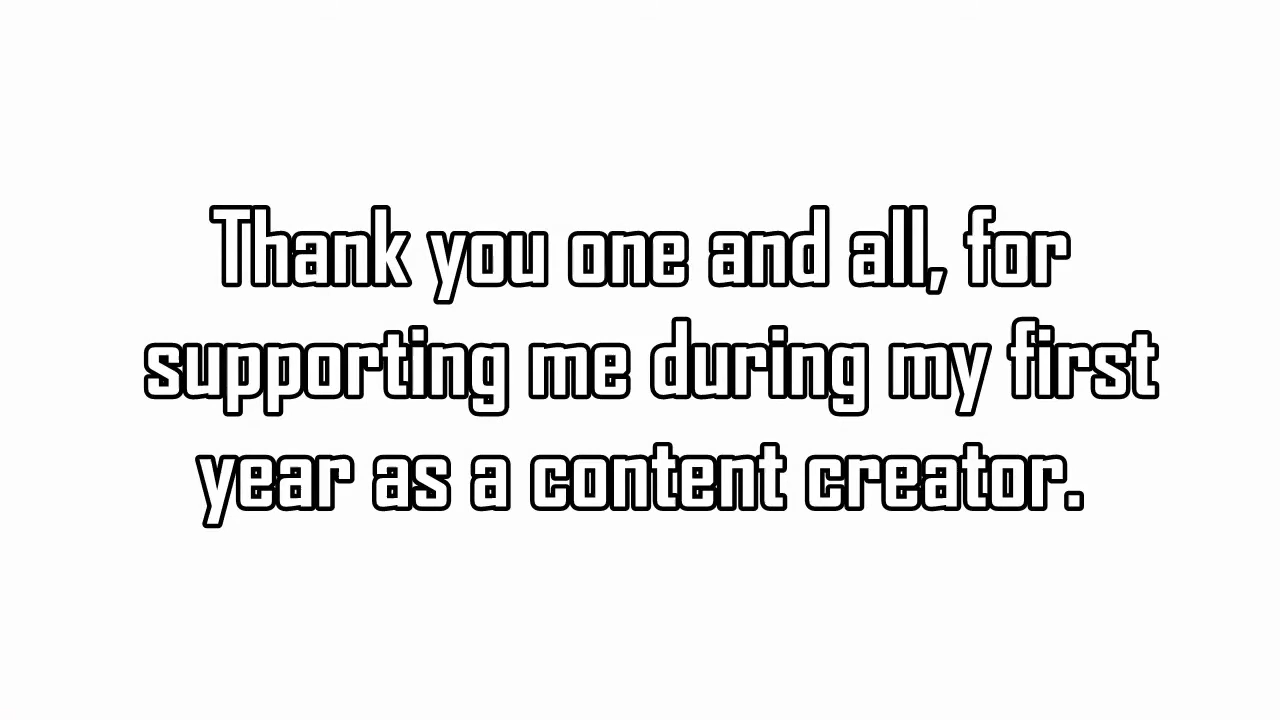 Thank you one and all, for
supporting me during my first
year as a content creator.